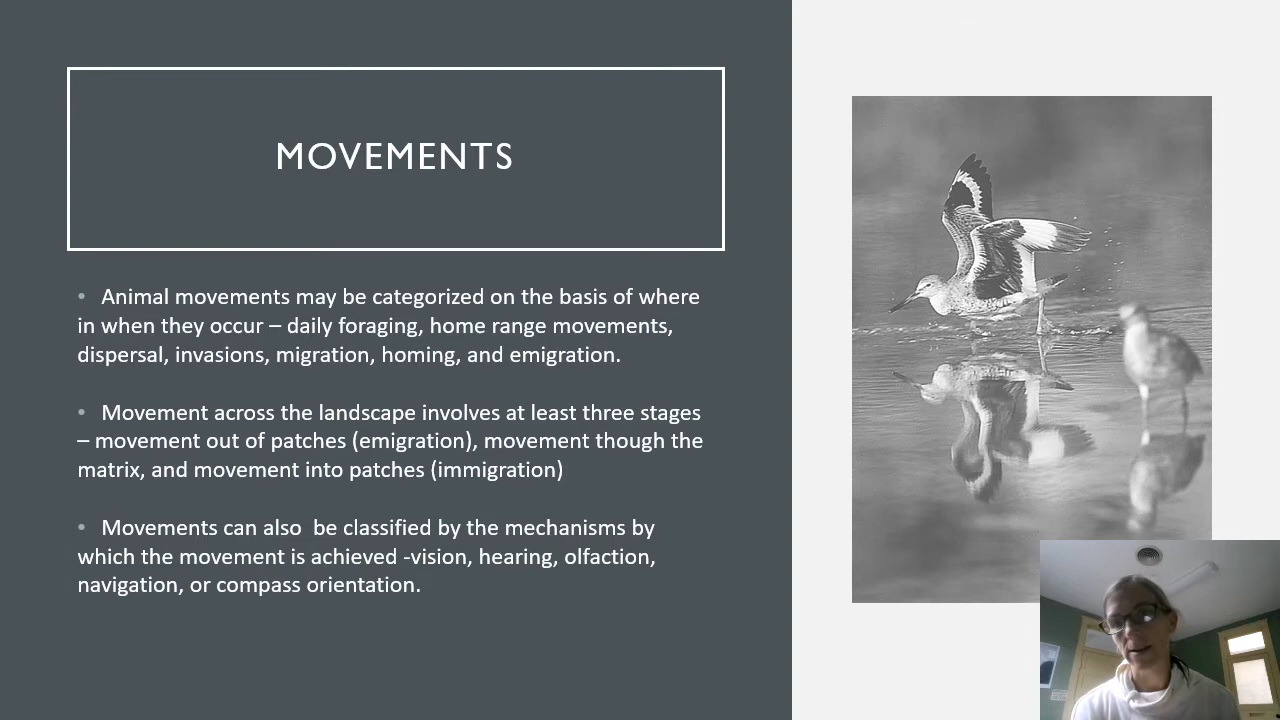 MOVEMENTS
• Animal movements may be categorized on the basis of where
in when they occur – daily foraging, home range movements,
dispersal, invasions, migration, homing, and emigration.
• Movement across the landscape involves at least three stages
– movement out of patches (emigration), movement though the
matrix, and movement into patches (immigration)
• Movements can also  be classified by the mechanisms by
which the movement is achieved -vision, hearing, olfaction,
navigation, or compass orientation.